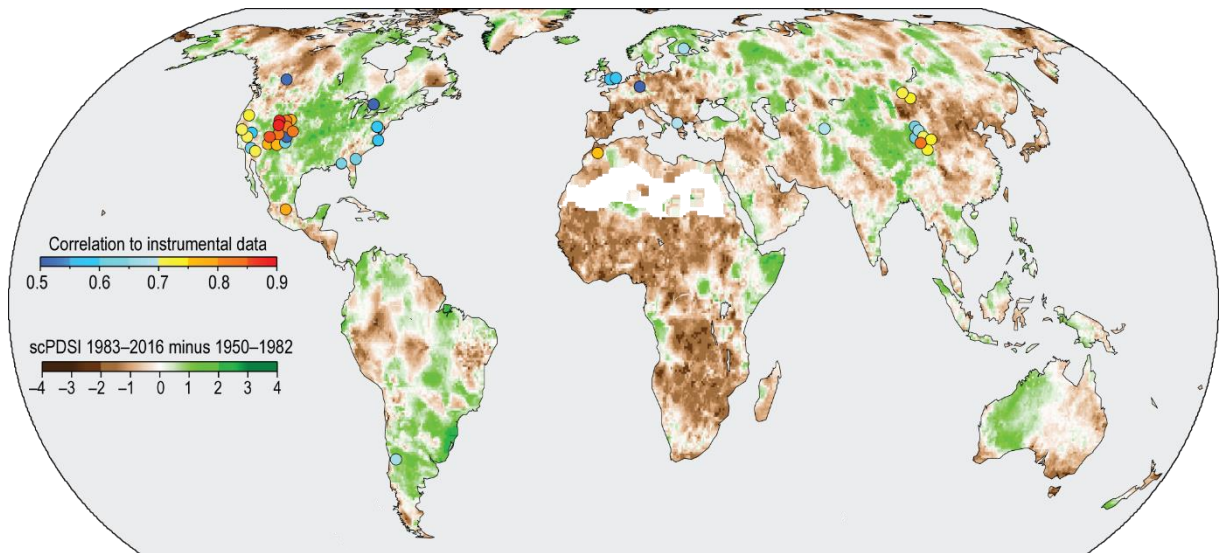 Correlation to instrumental data
0.5 0.6 0.7 0.8 0.9
scPDSI 1983–2016 minus 1950–1982
–4 –3 –2 –1 0 1 2 3 4